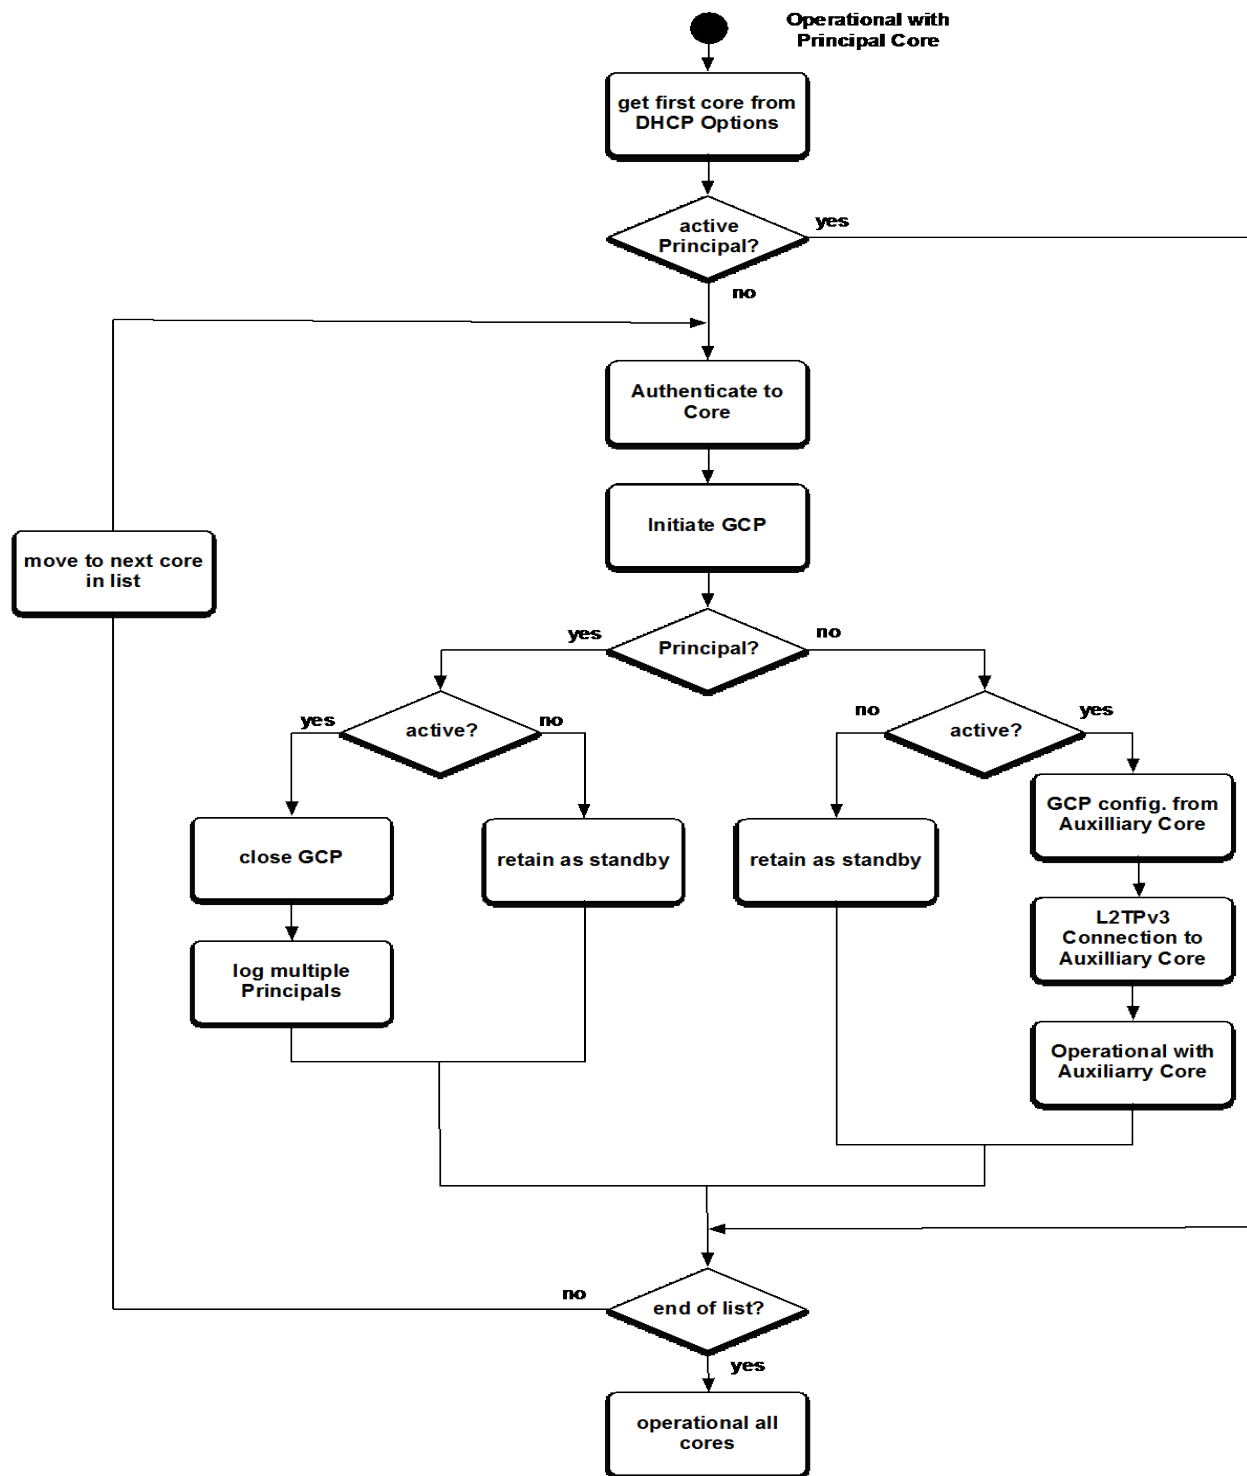 Operational with
Principal Core
get first core from
DHCP Options
active
Principal?
yes
no
Authenticate to
Core
Initiate GCP
move to next core
in list
yes
Principal?
no
yes
active?
no
no
active?
yes
GCP config. from
Auxilliary Core
close GCP
retain as standby
retain as standby
L2TPv3
Connection to
Auxilliary Core
log multiple
Principals
Operational with
Auxiliarry Core
no
end of list?
yes
operational all
cores